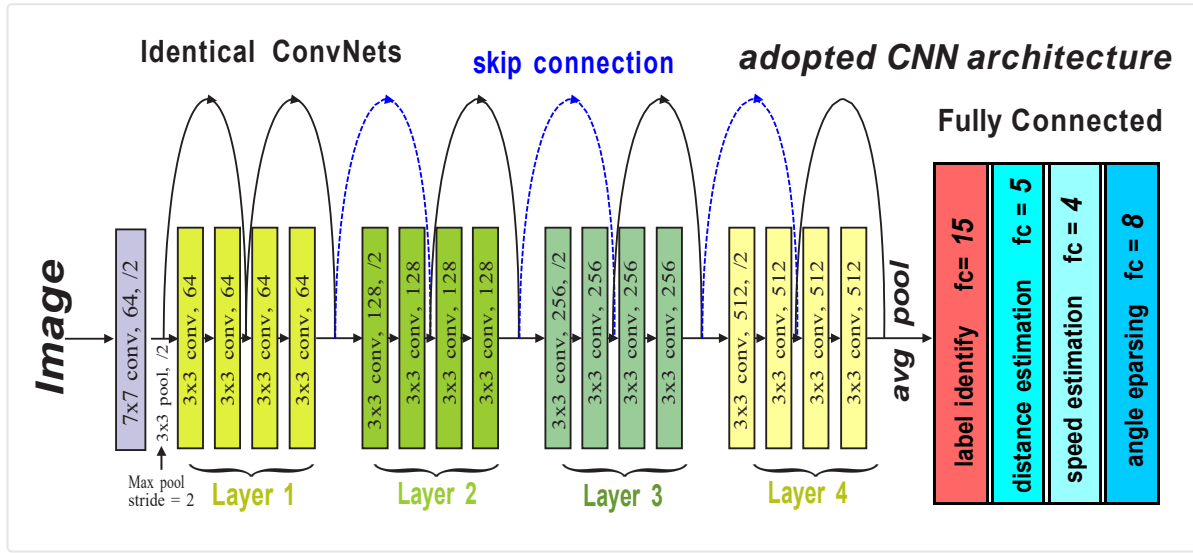 Identical ConvNets
skip connection
adopted CNN architecture
Fully Connected
Image
7x7 conv, 64, /2
3x3 pool, /2
Max pool
stride = 2
3x3 conv, 64
3x3 conv, 64
3x3 conv, 64
3x3 conv, 64
Layer 1
3x3 conv, 128, /2
3x3 conv, 128
3x3 conv, 128
3x3 conv, 128
Layer 2
3x3 conv, 256, /2
3x3 conv, 256
3x3 conv, 256
3x3 conv, 256
Layer 3
3x3 conv, 512, /2
3x3 conv, 512
3x3 conv, 512
3x3 conv, 512
Layer 4
avg pool
label identify fc= 15
distance estimation fc = 5
speed estimation fc = 4
angle eparsing fc = 8